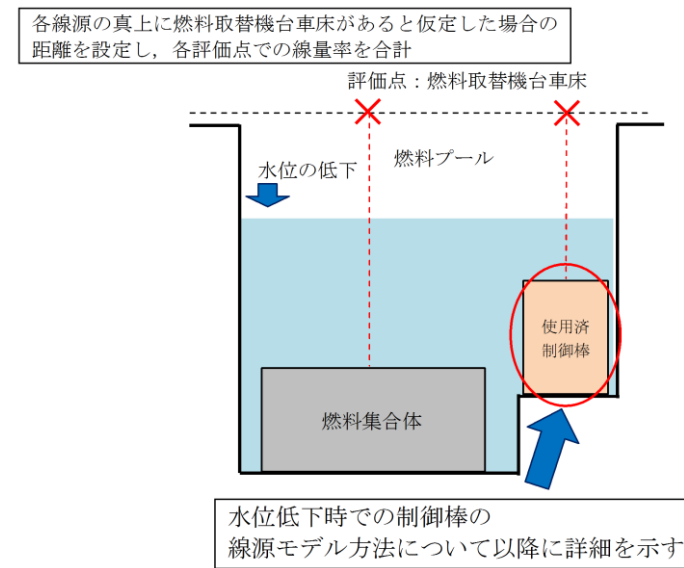 各線源の真上に燃料取替機台車床があると仮定した場合の
距離を設定し，各評価点での線量率を合計
評価点：燃料取替機台車床
燃料プール
水位の低下
使用済
制御棒
燃料集合体
水位低下時での制御棒の
線源モデル方法について以降に詳細を示す